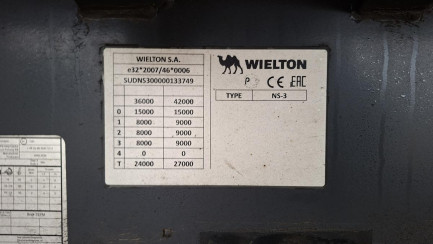 WIELTON S.A.
e32*2007/46*0006
SUDNS300000133749
36000 42000
0 15000 15000
1 8000 9000
2 8000 9000
3 8000 9000
4 0 0
T 24000 27000
WIELTON
P CE EAC
TYPE NS-3